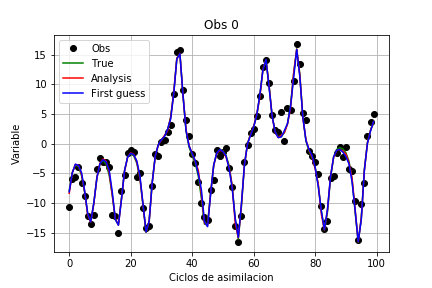 Obs 0
Obs
True
Analysis
First guess
Variable
15
10
5
0
−5
−10
−15
0
20
40
60
80
100
Ciclos de asimilacion